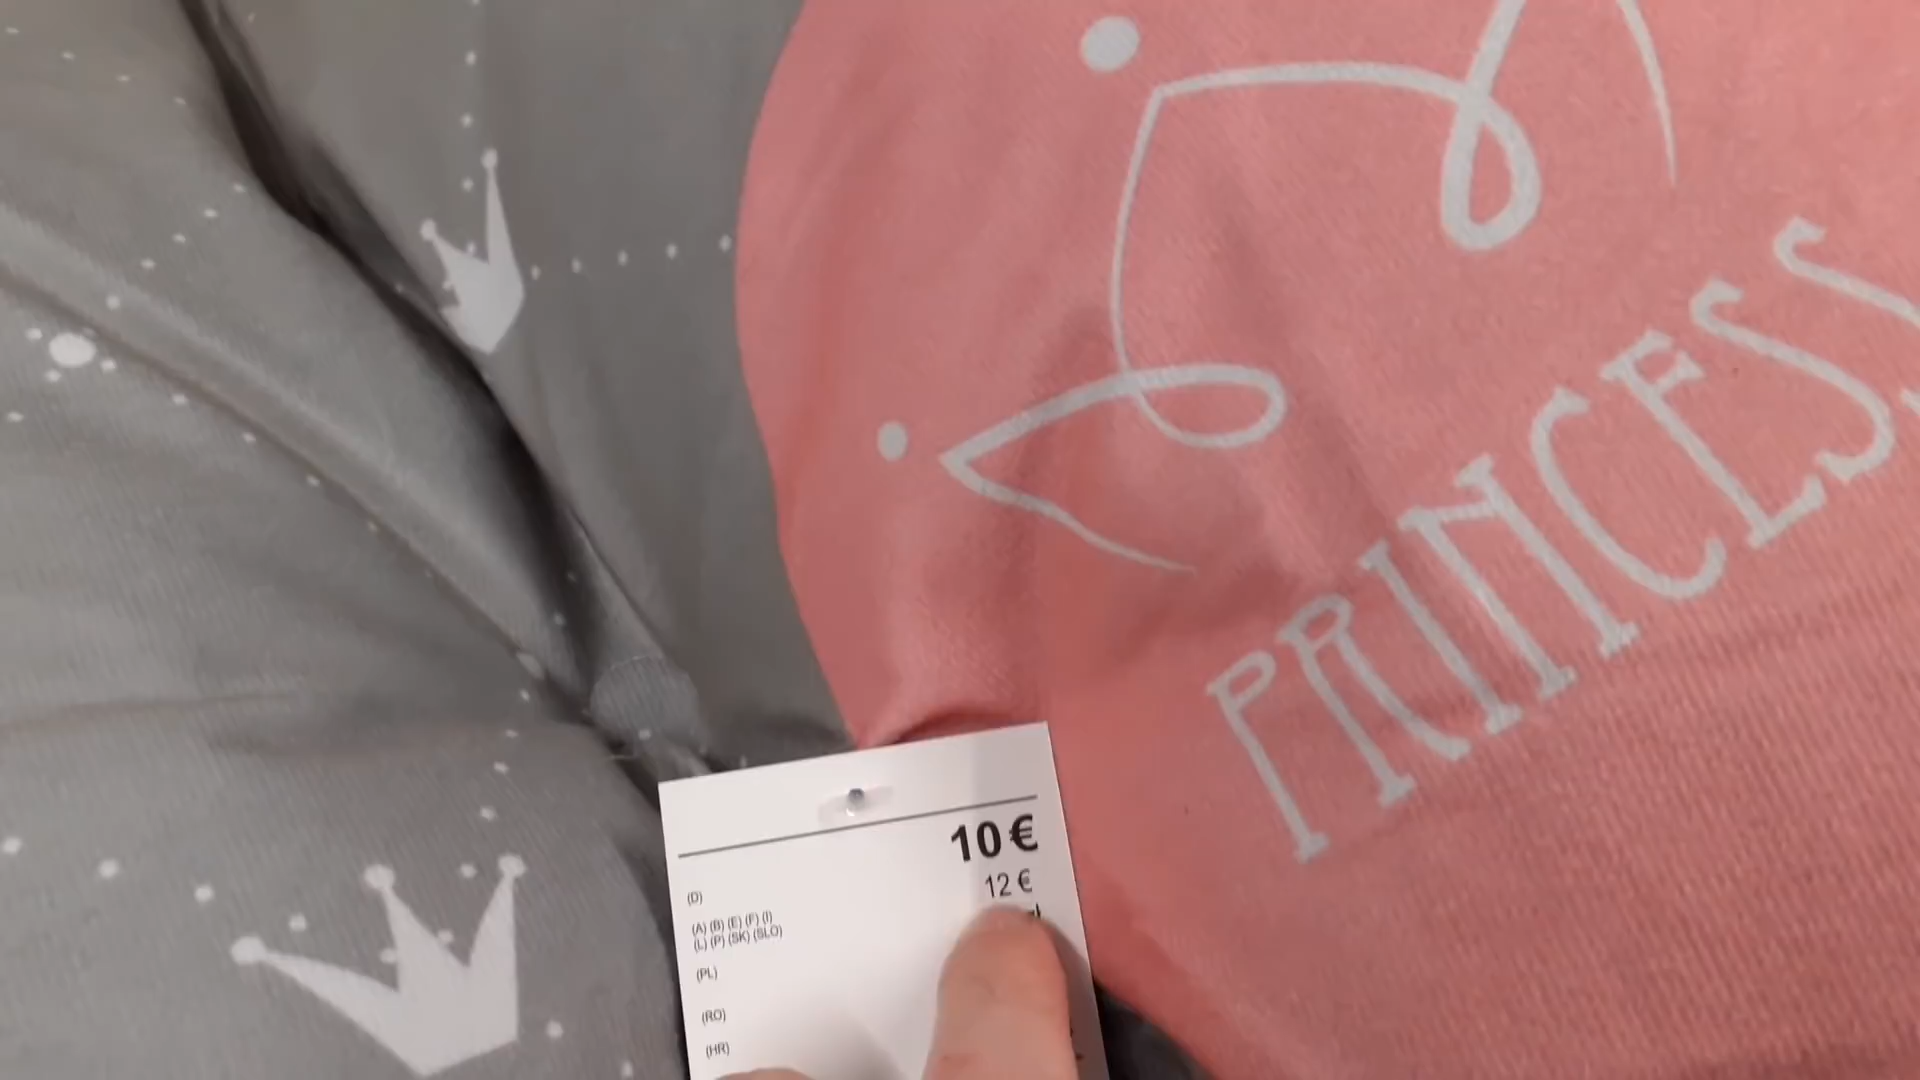 PRINCESS
10 €
(D) 12 €
(A) (B) (E) (F) (I)
(L) (P) (SK) (SLO)
(PL)
(RO)
(HR)